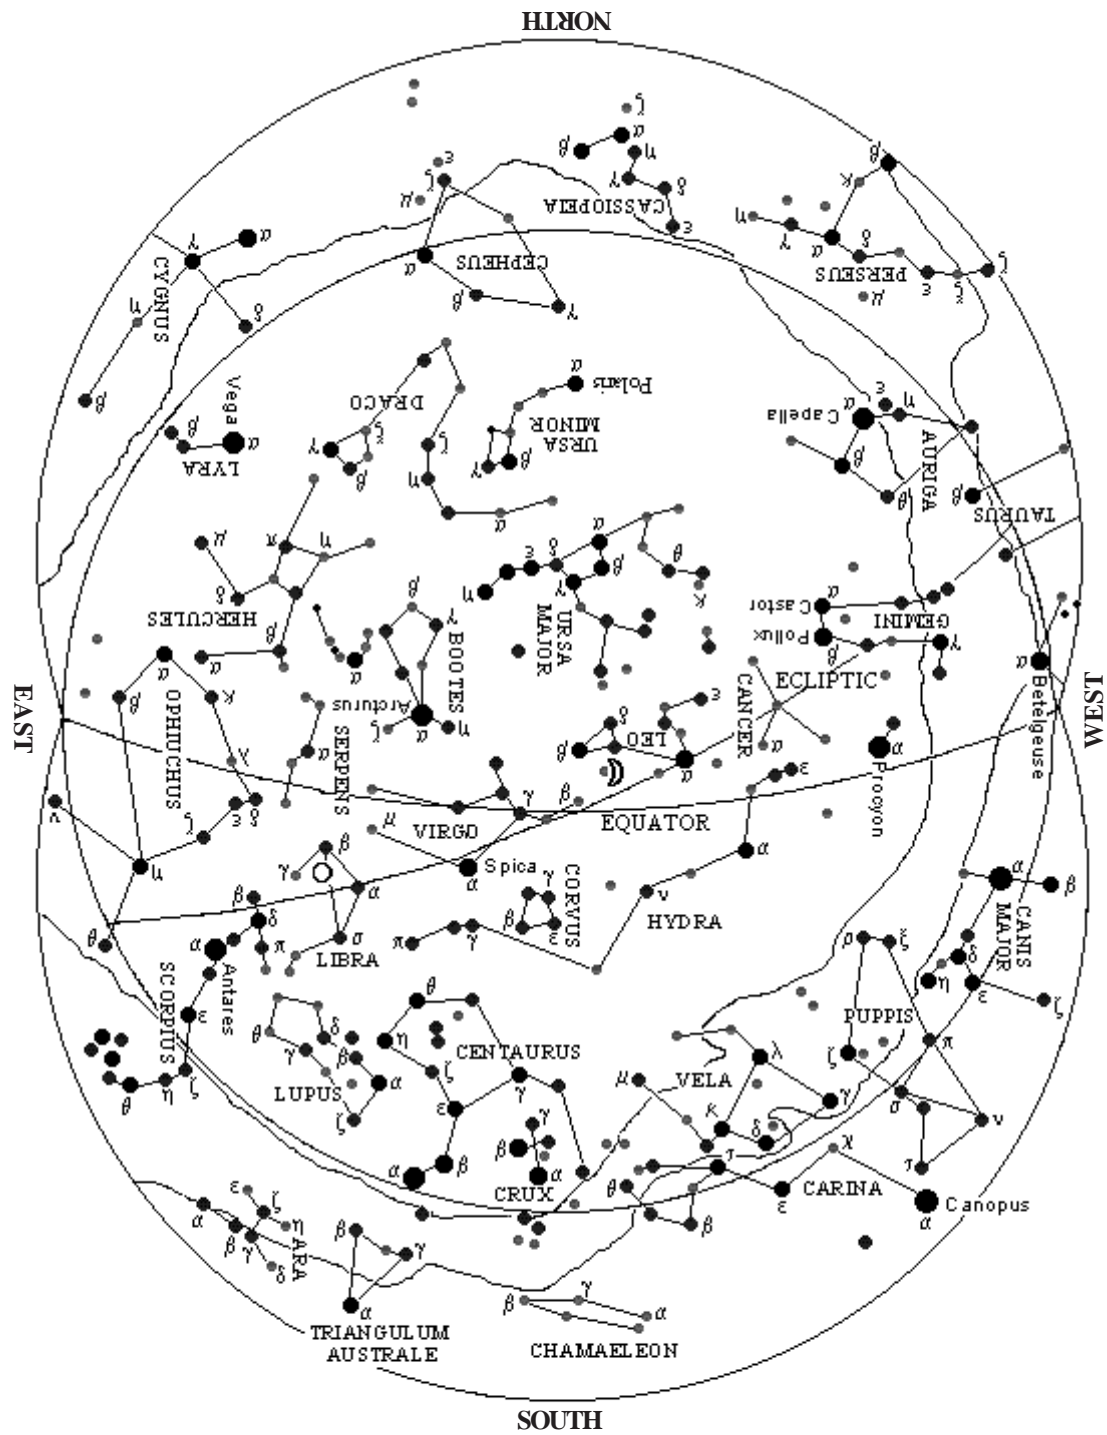 NORTH
ζ
α
β
η
γ
δ
CASSIOPEIA
ε
β
κ
η
γ
α
δ
PERSEUS
ε
ξ
ζ
μ
ε
ζ
μ
α
CEPHEUS
β
γ
γ
α
CYGNUS
η
δ
β
Vega
β
α
LYRA
DRACO
ξ
γ
β
ζ
η
α
α
Polaris
URSA
MINOR
γ
β
ε
η
α
Capella
β
θ
AURIGA
β
TAURUS
μ
π
η
δ
HERCULES
β
α
α
β
γ
BOOTES
Arcturus
ζ
α
η
α
δ
ε
β
γ
η
URSA
MAJOR
θ
κ
α
Castor
Pollux
β
GEMINI
γ
ECLIPTIC
α
Betelgeuse
EAST
WEST
α
β
κ
OPHIUCHUS
λ
ζ
ε
δ
ν
η
θ
SERPENS
α
δ
β
LEO
ε
α
CANCER
α
α
Procyon
β
ε
VIRGO
γ
EQUATOR
μ
Spica
α
β
γ
α
σ
LIBRA
γ
β
ε
CORVUS
α
ν
HYDRA
π
γ
α
β
CANIS
MAJOR
δ
η
ε
ζ
β
δ
α
π
Antares
SCORPIUS
ε
ζ
η
θ
ρ
ξ
PUPPIS
ζ
π
σ
ν
τ
θ
δ
γ
β
α
LUPUS
ζ
θ
η
CENTAURUS
ζ
γ
ε
α
β
γ
β
α
CRUX
μ
VELA
λ
κ
δ
γ
θ
ι
β
ε
χ
CARINA
Canopus
α
ε
ζ
α
β
γ
η
δ
ARA
β
γ
α
TRIANGULUM
AUSTRALE
β
γ
α
CHAMAELEON
SOUTH